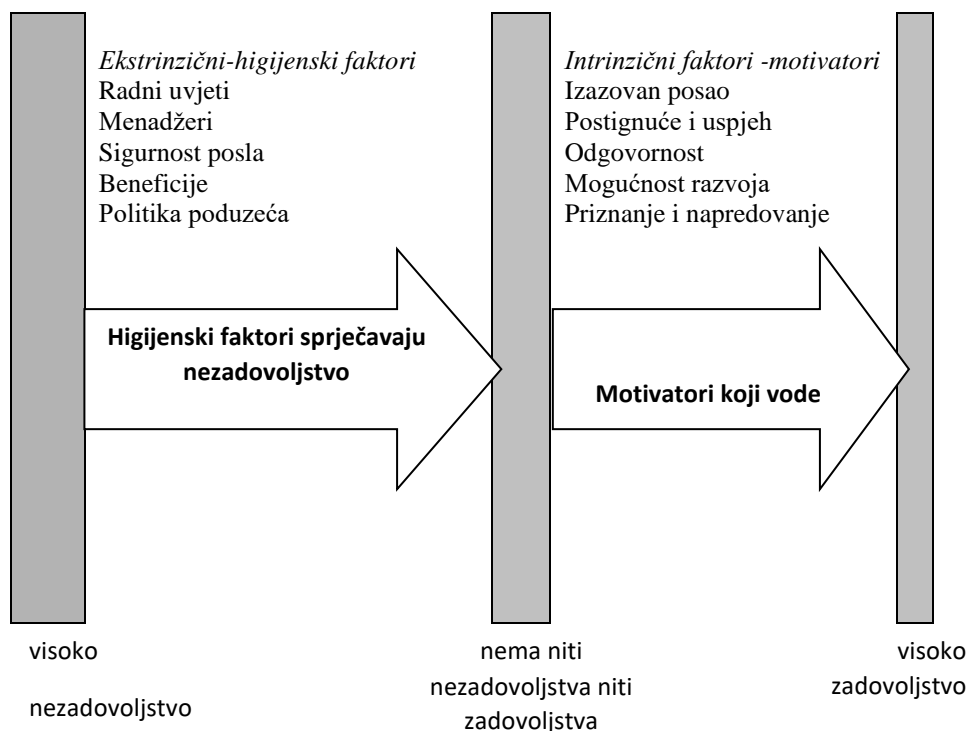 Ekstrinzični-higijenski faktori
Radni uvjeti
Menadžeri
Sigurnost posla
Beneficije
Politika poduzeća
Intrinzični faktori -motivatori
Izazovan posao
Postignuće i uspjeh
Odgovornost
Mogućnost razvoja
Priznanje i napredovanje
Higijenski faktori sprječavaju
nezadovoljstvo
Motivatori koji vode
visoko
nezadovoljstvo
nema niti
nezadovoljstva niti
zadovoljstva
visoko
zadovoljstvo